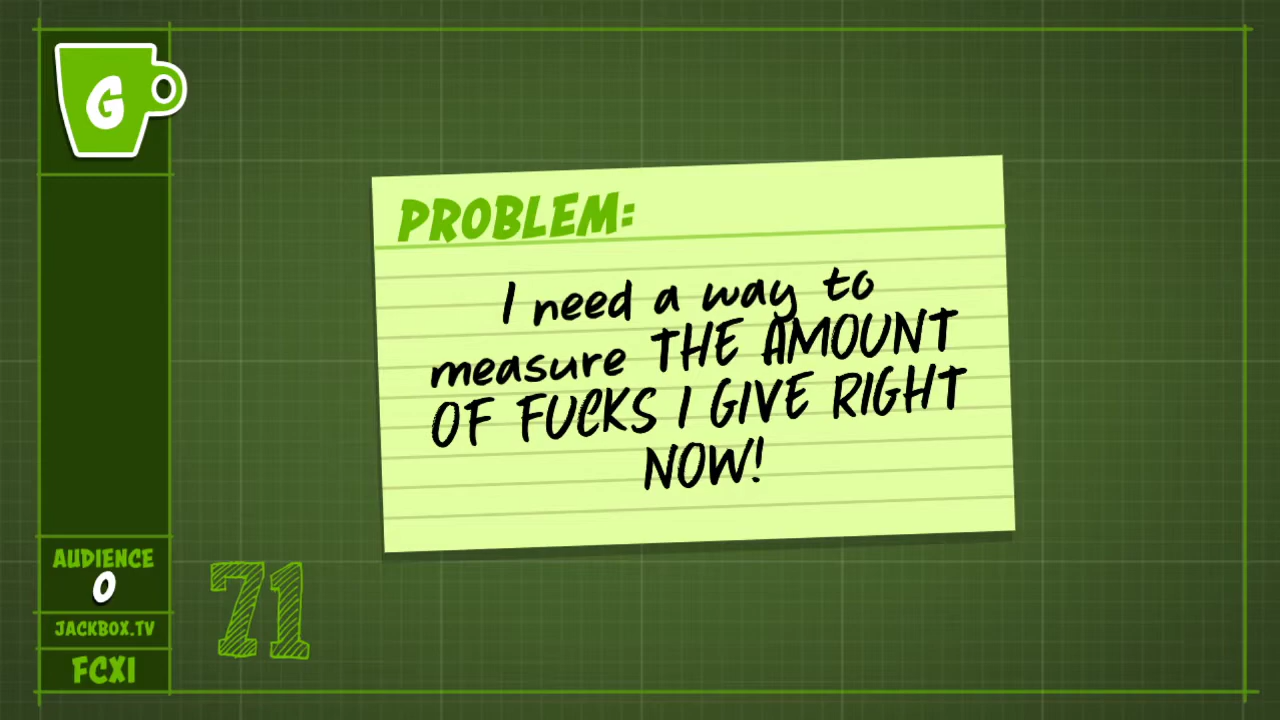 G
PROBLEM:
I need a way to
measure THE AMOUNT
OF FUCKS I GIVE RIGHT
NOW!
AUDIENCE
0
JACKBOX.TV
FCXI
71